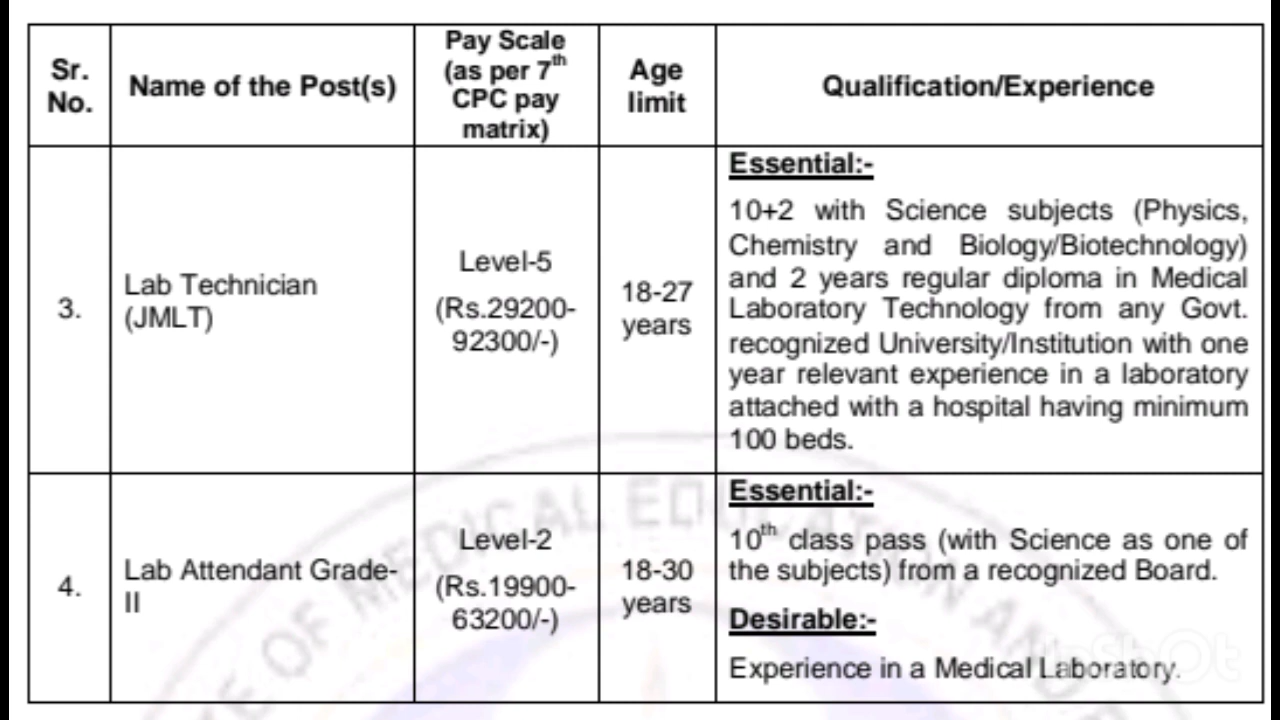 Sr. No.
Name of the Post(s)
Pay Scale
(as per 7th
CPC pay
matrix)
Age
limit
Qualification/Experience
3.
Lab Technician
(JMLT)
Level-5
(Rs.29200-
92300/-)
18-27
years
Essential:-
10+2 with Science subjects (Physics,
Chemistry and Biology/Biotechnology)
and 2 years regular diploma in Medical
Laboratory Technology from any Govt.
recognized University/Institution with one
year relevant experience in a laboratory
attached with a hospital having minimum
100 beds.
4.
Lab Attendant Grade-
II
Level-2
(Rs.19900-
63200/-)
18-30
years
Essential:-
10th class pass (with Science as one of
the subjects) from a recognized Board.
Desirable:-
Experience in a Medical Laboratory.
OF MEDICAL EDUCATION AND